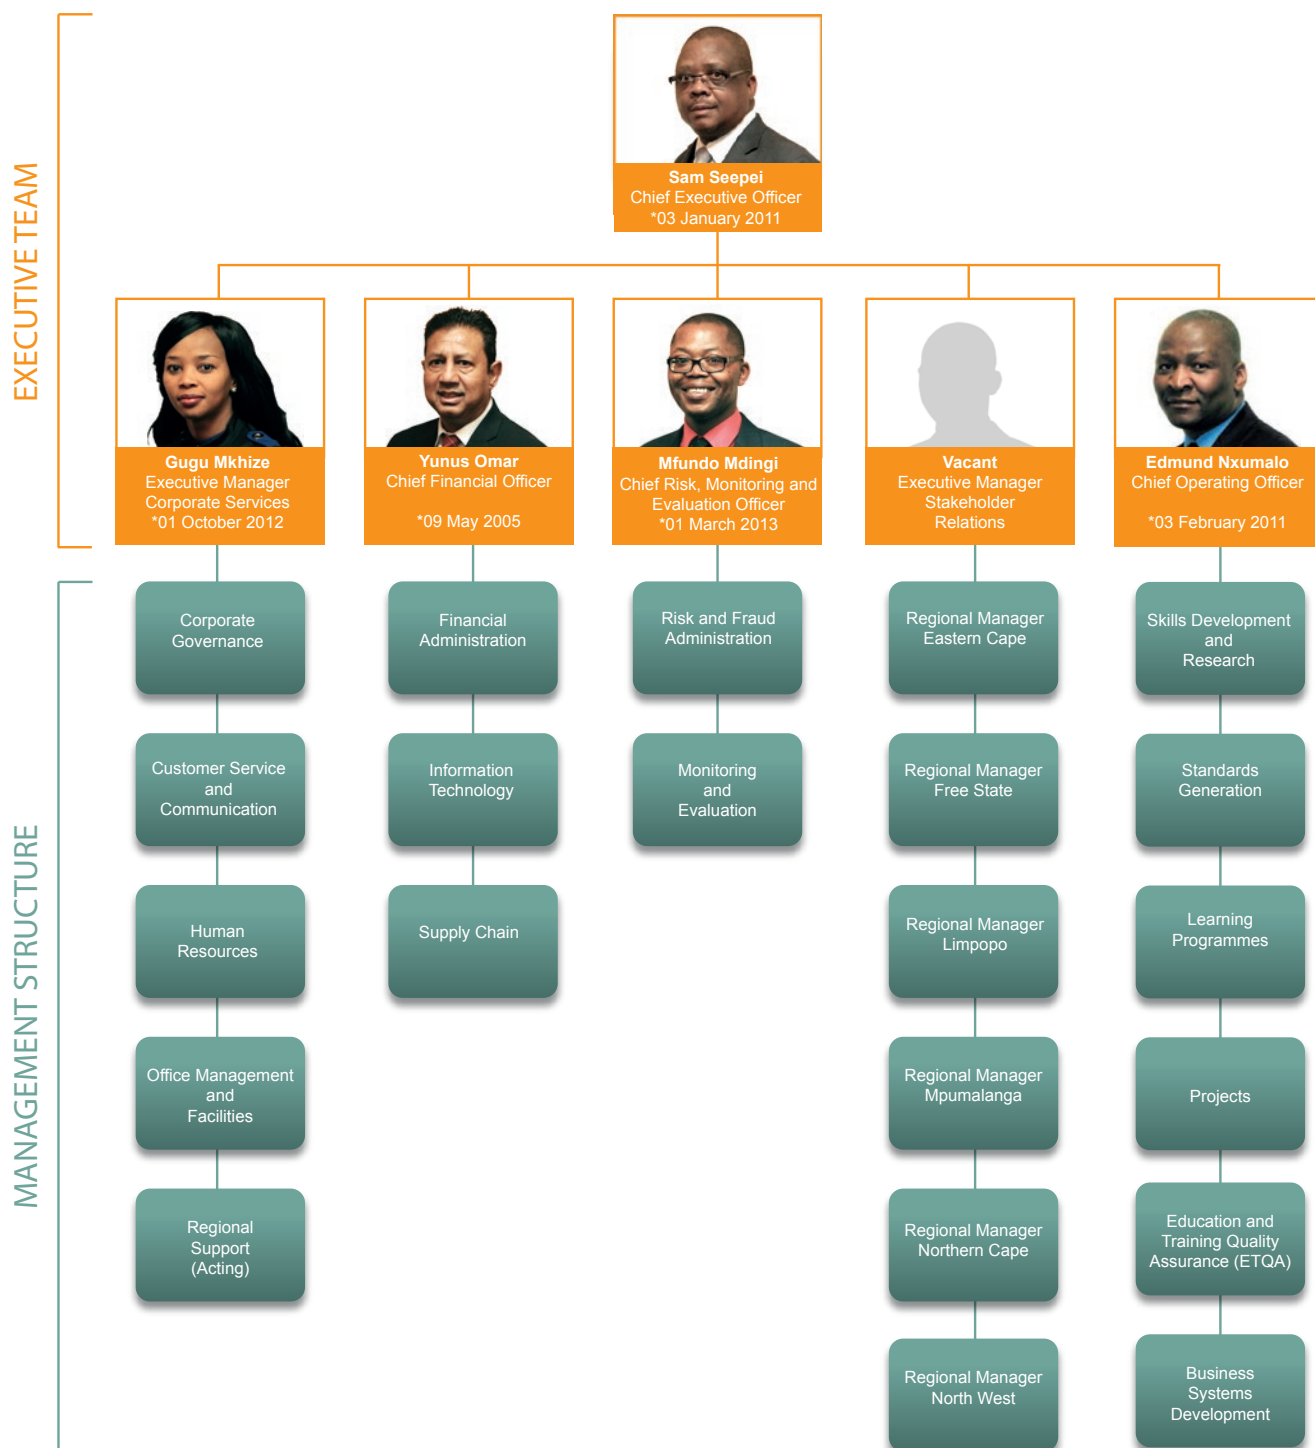 EXECUTIVE TEAM
Sam Seepei
Chief Executive Officer
*03 January 2011
Gugu Mkhize
Executive Manager
Corporate Services
*01 October 2012
Yunus Omar
Chief Financial Officer
*09 May 2005
Mfundo Mdingi
Chief Risk, Monitoring and
Evaluation Officer
*01 March 2013
Vacant
Executive Manager
Stakeholder
Relations
Edmund Nxumalo
Chief Operating Officer
*03 February 2011
MANAGEMENT STRUCTURE
Corporate
Governance
Customer Service
and
Communication
Human
Resources
Office Management
and
Facilities
Regional
Support
(Acting)
Financial
Administration
Information
Technology
Supply Chain
Risk and Fraud
Administration
Monitoring
and
Evaluation
Regional Manager
Eastern Cape
Regional Manager
Free State
Regional Manager
Limpopo
Regional Manager
Mpumalanga
Regional Manager
Northern Cape
Regional Manager
North West
Skills Development
and
Research
Standards
Generation
Learning
Programmes
Projects
Education and
Training Quality
Assurance (ETQA)
Business
Systems
Development